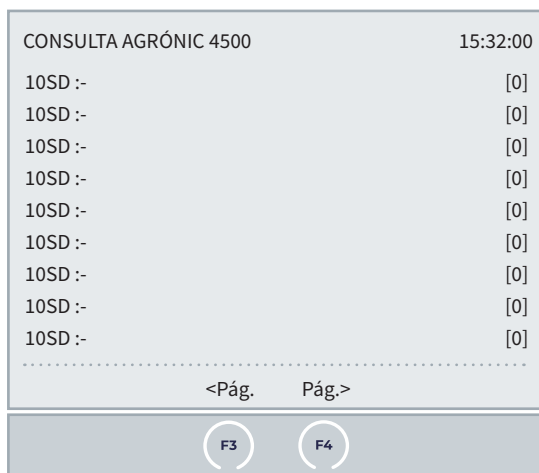 CONSULTA AGRÓNIC 4500 15:32:00
10SD :- [0]
10SD :- [0]
10SD :- [0]
10SD :- [0]
10SD :- [0]
10SD :- [0]
10SD :- [0]
10SD :- [0]
10SD :- [0]
<Pág. Pág.>
F3 F4